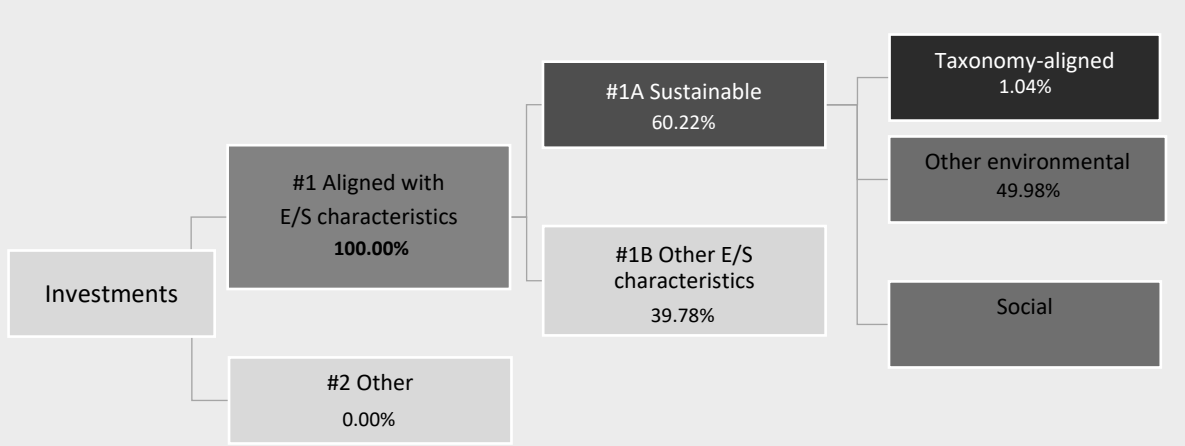 Investments
#1 Aligned with
E/S characteristics
100.00%
#2 Other
0.00%
#1A Sustainable
60.22%
#1B Other E/S
characteristics
39.78%
Taxonomy-aligned
1.04%
Other environmental
49.98%
Social